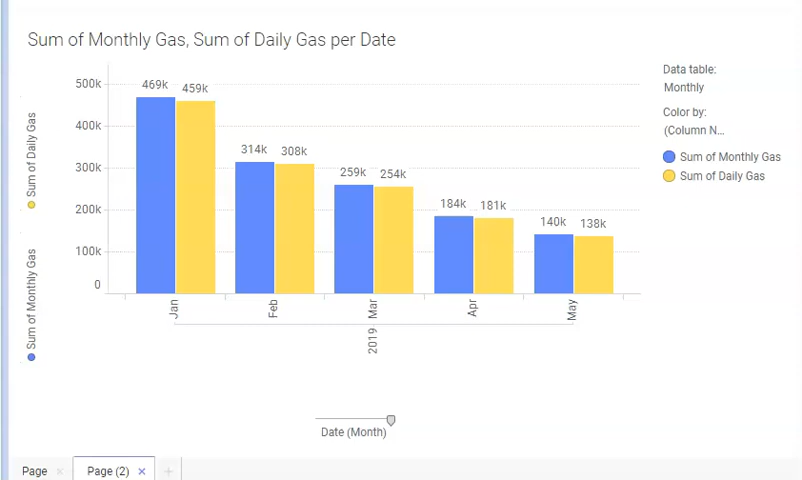 Sum of Monthly Gas, Sum of Daily Gas per Date
Sum of Daily Gas
Sum of Monthly Gas
500k
400k
300k
200k
100k
0
469k 459k
314k 308k
259k 254k
184k 181k
140k 138k
Jan
Feb
Mar
Apr
May
2019
Date (Month)
Data table:
Monthly
Color by:
(Column N...
Sum of Monthly Gas
Sum of Daily Gas
Page × Page (2) × +